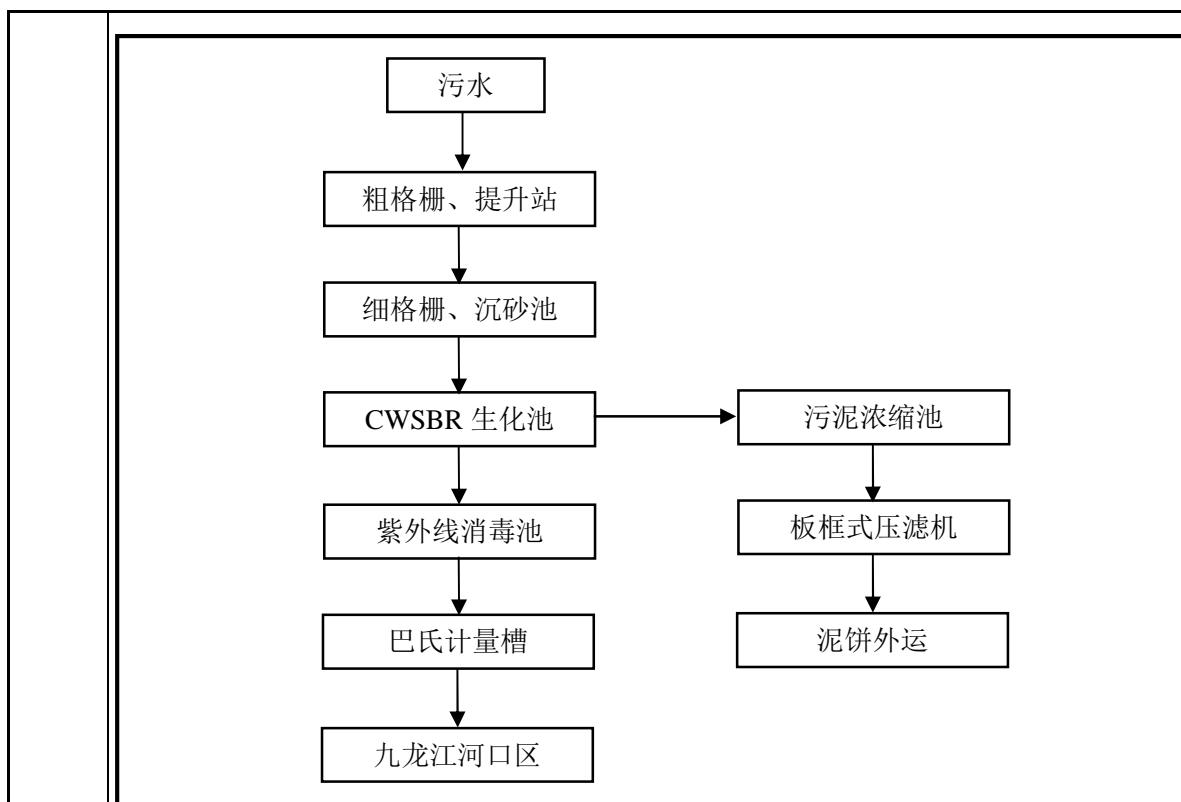 污水
粗格栅、提升站
细格栅、沉砂池
CWSBR 生化池
污泥浓缩池
紫外线消毒池
板框式压滤机
巴氏计量槽
泥饼外运
九龙江河口区